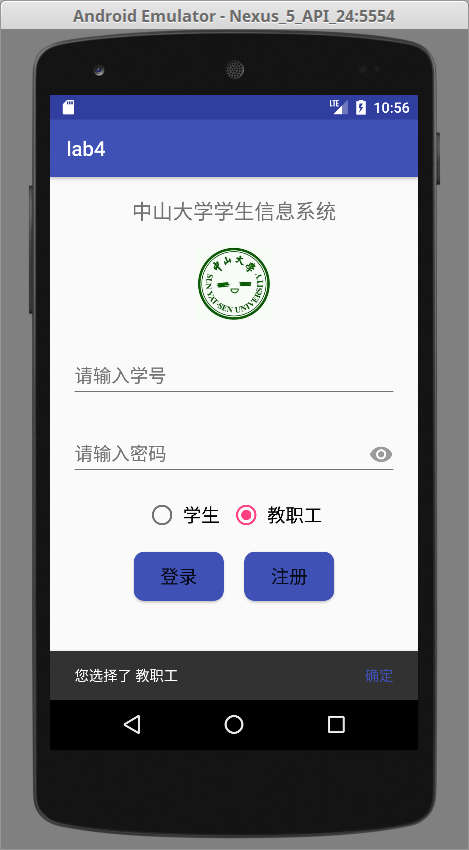 Android Emulator - Nexus_5_API_24:5554
LTE 10:56
lab4
中山大学学生信息系统
中山大学
SUN YAT-SEN UNIVERSITY
请输入学号
请输入密码
学生 教职工
登录 注册
您选择了 教职工 确定